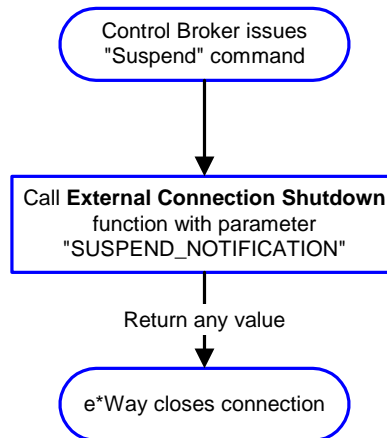 Control Broker issues
"Suspend" command
Call External Connection Shutdown
function with parameter
"SUSPEND_NOTIFICATION"
Return any value
e*Way closes connection